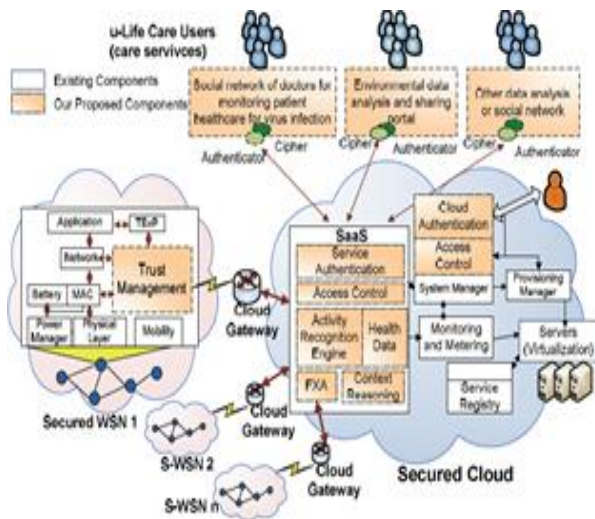 u-Life Care Users
(care servivces)
Existing Components
Our Proposed Components
Social network of doctors for
monitoring patient
healthcare for virus infection
Environmental data
analysis and sharing
portal
Other data analysis
or social network
Cipher
Authenticator
Cipher
Authenticator
Cipher
Authenticator
Application
Network
Trust
Management
Battery
MAC
Power
Manager
Physical
Layer
Mobility
Secured WSN 1
Cloud
Gateway
SaaS
Service
Authentication
Access Control
Activity
Recognition
Engine
Health
Data
FXA
Context
Reasoning
Cloud
Authentication
Access
Control
System Manager
Provisioning
Manager
Monitoring
and Metering
Servers
(Virtualization)
Service
Registry
S-WSN 2
Cloud
Gateway
S-WSN n
Cloud
Gateway
Secured Cloud